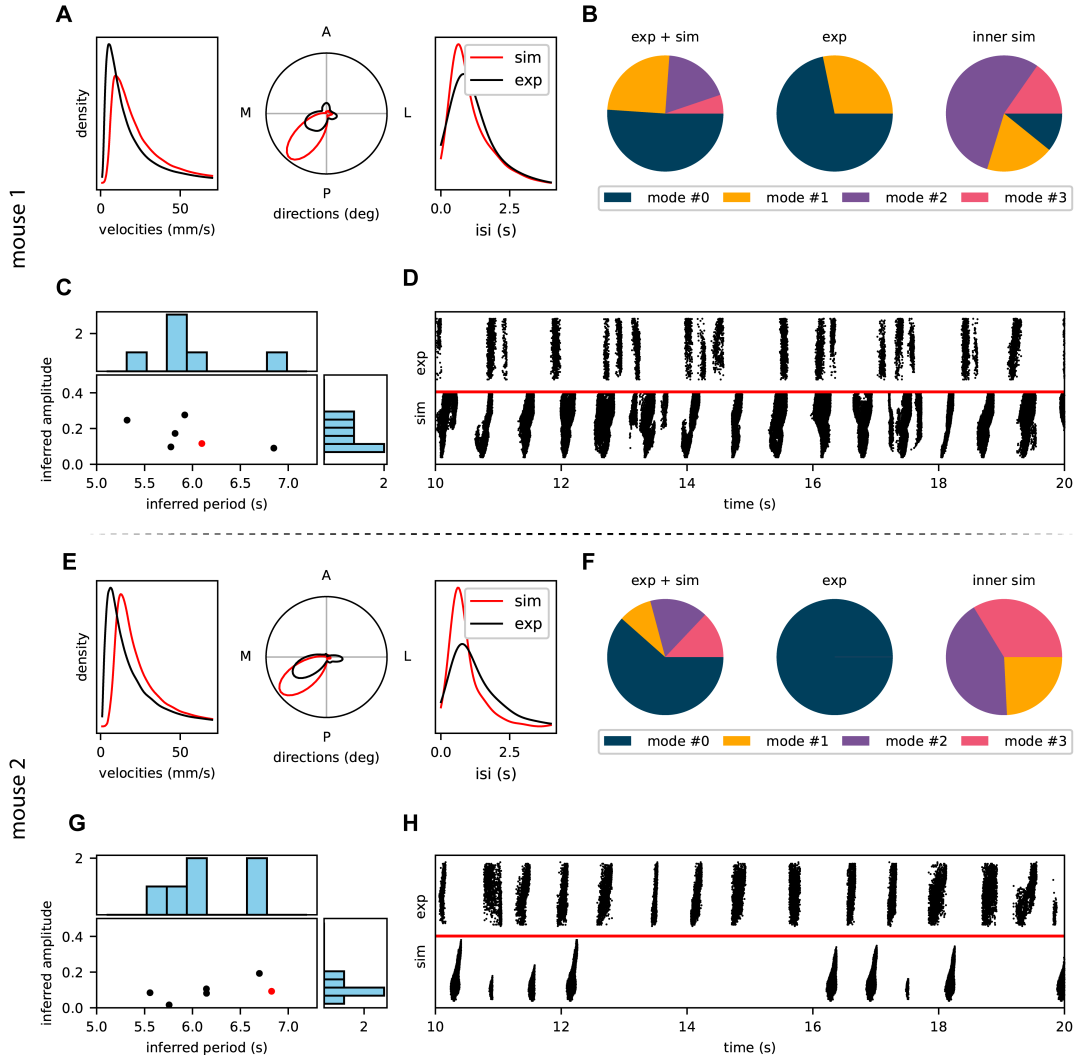 A
B
density
0
50
velocities (mm/s)
A
M
L
P
directions (deg)
sim
exp
0.0
2.5
isi (s)
exp + sim
exp
inner sim
mode #0
mode #1
mode #2
mode #3
mouse 1
C
D
2
inferred amplitude
0.4
0.2
0.0
5.0
5.5
6.0
6.5
7.0
inferred period (s)
2
exp
sim
10
12
14
16
18
20
time (s)
E
F
density
0
50
velocities (mm/s)
A
M
L
P
directions (deg)
sim
exp
0.0
2.5
isi (s)
exp + sim
exp
inner sim
mode #0
mode #1
mode #2
mode #3
mouse 2
G
H
2
inferred amplitude
0.4
0.2
0.0
5.0
5.5
6.0
6.5
7.0
inferred period (s)
2
exp
sim
10
12
14
16
18
20
time (s)